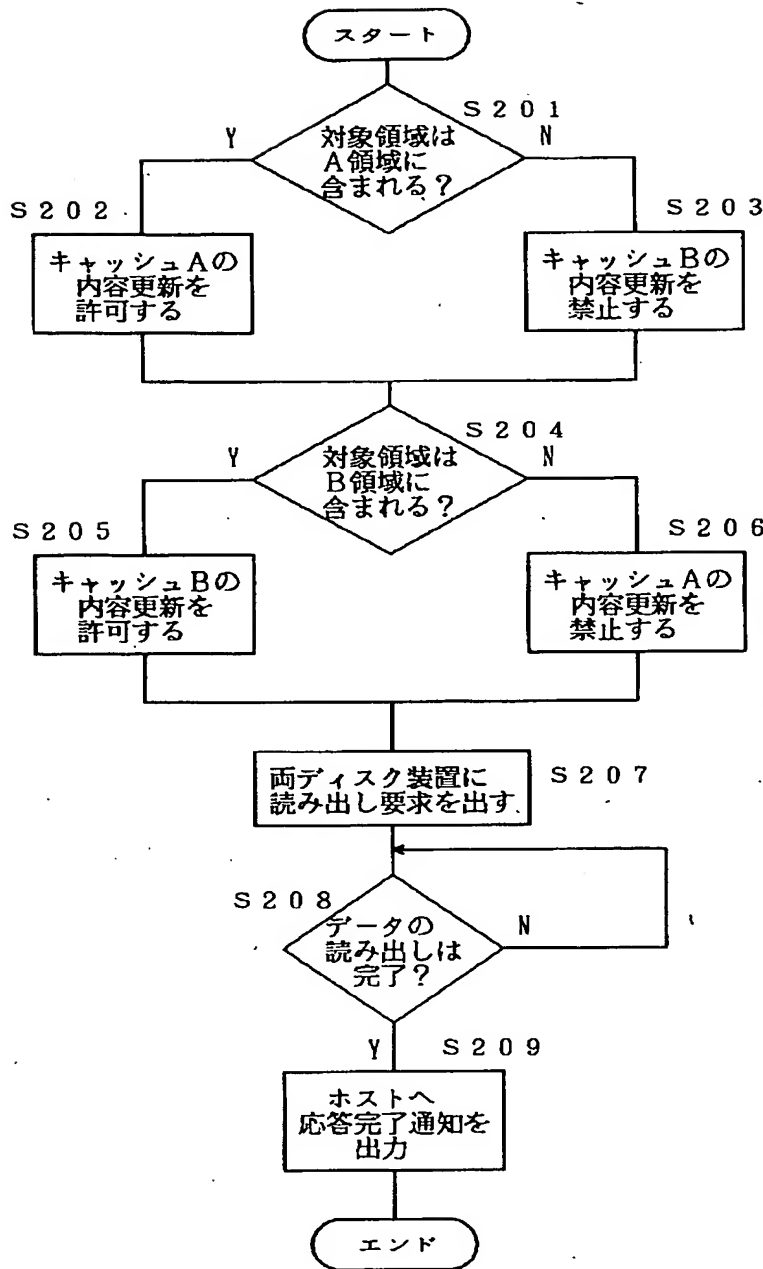 スタート
S201
Y
対象領域は
N
A領域に
含まれる?
S202
S203
キャッシュAの
内容更新を
許可する
キャッシュBの
内容更新を
禁止する
S204
Y
対象領域は
N
B領域に
含まれる?
S205
S206
キャッシュBの
内容更新を
許可する
キャッシュAの
内容更新を
禁止する
両ディスク装置に
読み出し要求を出す
S207
S208
データの
読み出しは
完了?
N
Y
S209
ホストへ
応答完了通知を
出力
エンド